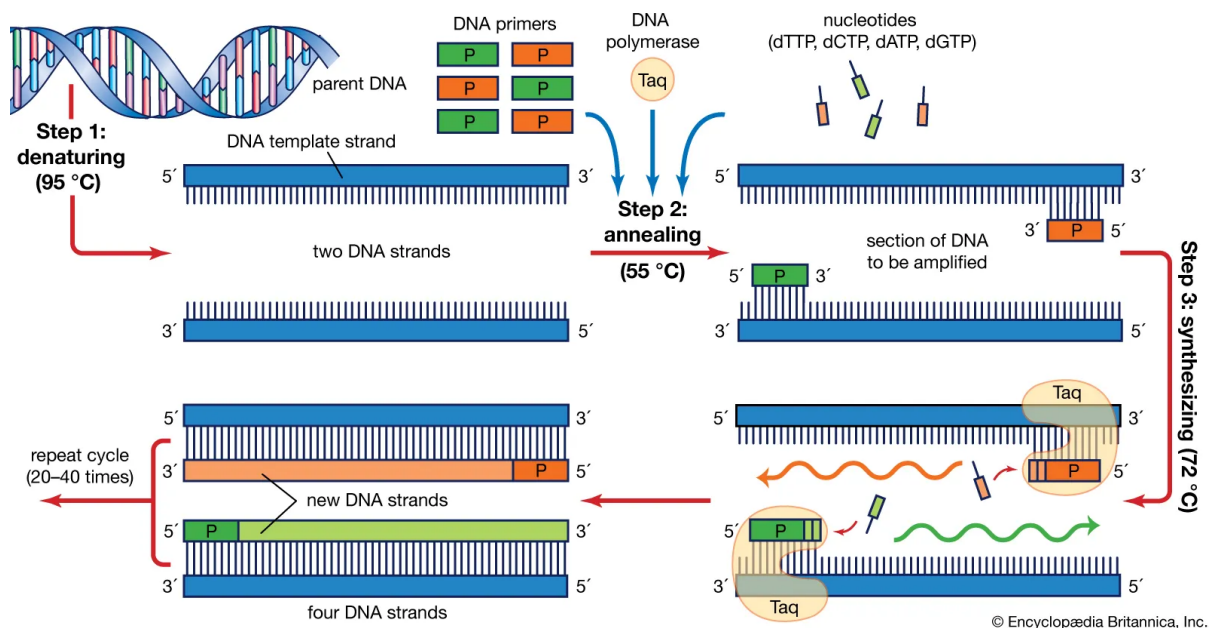 parent DNA
Step 1:
denaturing
(95 °C)
DNA primers
P
P
P
P
P
P
DNA
polymerase
Taq
nucleotides
(dTTP, dCTP, dATP, dGTP)
DNA template strand
5′
3′
two DNA strands
3′
5′
Step 2:
annealing
(55 °C)
5′
3′
3′
P
5′
section of DNA
to be amplified
5′
P
3′
3′
5′
Step 3: synthesizing (72 °C)
Taq
5′
3′
P
5′
5′
P
3′
5′
Taq
5′
3′
3′
P
5′
new DNA strands
5′
P
3′
3′
5′
four DNA strands
repeat cycle
(20–40 times)
© Encyclopædia Britannica, Inc.